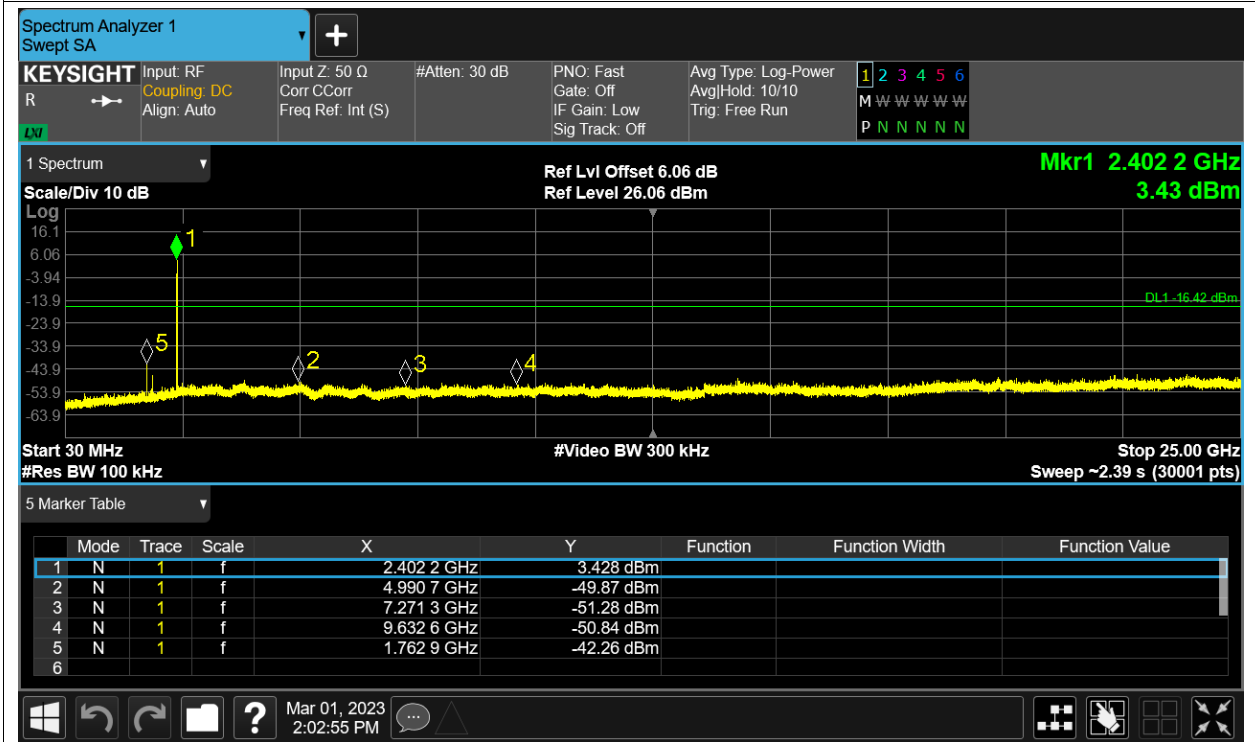 Spectrum Analyzer 1
Swept SA
+
KEYSIGHT
R
LXI
Input: RF
Coupling: DC
Align: Auto
Input Z: 50 Ω
Corr CCorr
Freq Ref: Int (S)
#Atten: 30 dB
PNO: Fast
Gate: Off
IF Gain: Low
Sig Track: Off
Avg Type: Log-Power
Avg|Hold: 10/10
Trig: Free Run
1 2 3 4 5 6
M W W W W W
P N N N N N
1 Spectrum
Scale/Div 10 dB
Ref Lvl Offset 6.06 dB
Ref Level 26.06 dBm
Mkr1 2.402 2 GHz
3.43 dBm
Log
16.1
6.06
-3.94
-13.9
-23.9
-33.9
-43.9
-53.9
-63.9
1
5
2
3
4
DL1 -16.42 dBm
Start 30 MHz
#Res BW 100 kHz
#Video BW 300 kHz
Stop 25.00 GHz
Sweep ~2.39 s (30001 pts)
5 Marker Table
Mode Trace Scale X Y Function Function Width Function Value
1 N 1 f 2.402 2 GHz 3.428 dBm
2 N 1 f 4.990 7 GHz -49.87 dBm
3 N 1 f 7.271 3 GHz -51.28 dBm
4 N 1 f 9.632 6 GHz -50.84 dBm
5 N 1 f 1.762 9 GHz -42.26 dBm
6
?
Mar 01, 2023
2:02:55 PM